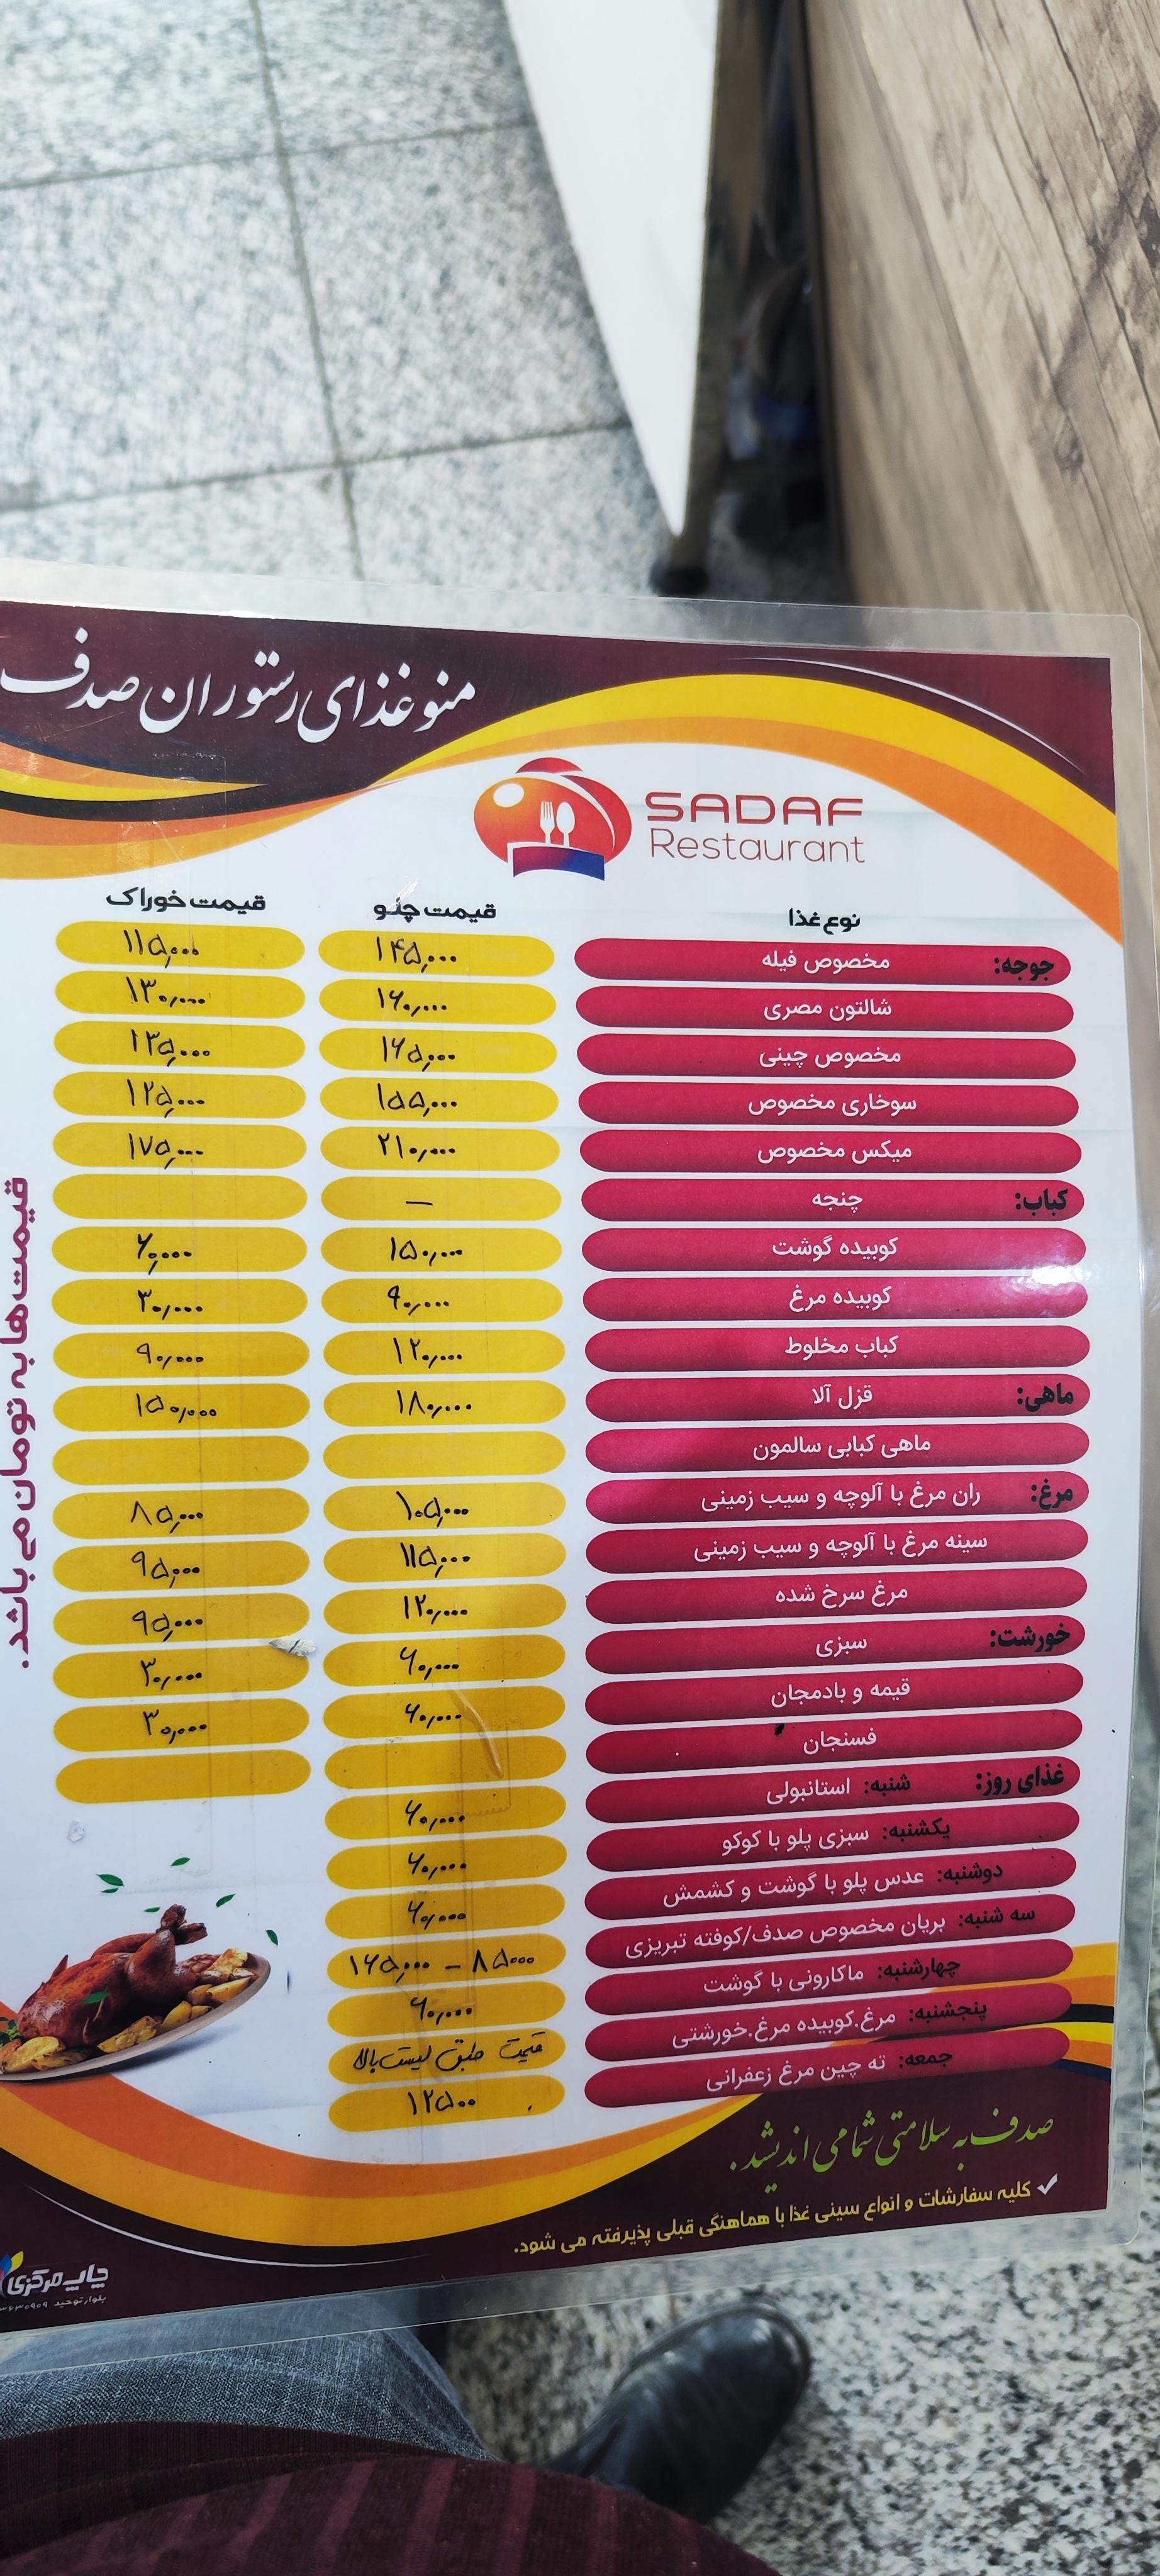 منو غذای رستوران صدف
SADAF
Restaurant
نوع غذا قیمت چلو قیمت خوراک
جوجه: مخصوص فیله ۱۴۵,۰۰۰ ۱۱۵,۰۰۰
شالتون مصری ۱۶۰,۰۰۰ ۱۳۰,۰۰۰
مخصوص چینی ۱۶۵,۰۰۰ ۱۳۵,۰۰۰
سوخاری مخصوص ۱۵۵,۰۰۰ ۱۲۵,۰۰۰
میکس مخصوص ۲۱۰,۰۰۰ ۱۷۵,۰۰۰
کباب: چنجه —
کوبیده گوشت ۱۵۰,۰۰۰ ۶۰,۰۰۰
کوبیده مرغ ۹۰,۰۰۰ ۳۰,۰۰۰
کباب مخلوط ۱۲۰,۰۰۰ ۹۰,۰۰۰
ماهی: قزل آلا ۱۸۰,۰۰۰ ۱۵۰,۰۰۰
ماهی کبابی سالمون
مرغ: ران مرغ با آلوچه و سیب زمینی ۱۰۵,۰۰۰ ۸۵,۰۰۰
سینه مرغ با آلوچه و سیب زمینی ۱۱۵,۰۰۰ ۹۵,۰۰۰
مرغ سرخ شده ۱۲۰,۰۰۰ ۹۵,۰۰۰
خورشت: سبزی ۶۰,۰۰۰ ۳۰,۰۰۰
قیمه و بادمجان ۶۰,۰۰۰ ۳۰,۰۰۰
فسنجان
غذای روز: شنبه: استانبولی ۶۰,۰۰۰
یکشنبه: سبزی پلو با کوکو ۶۰,۰۰۰
دوشنبه: عدس پلو با گوشت و کشمش ۶۰,۰۰۰
سه شنبه: بریان مخصوص صدف/کوفته تبریزی ۸۵۰۰۰ – ۱۶۵,۰۰۰
چهارشنبه: ماکارونی با گوشت ۶۰,۰۰۰
پنجشنبه: مرغ.کوبیده مرغ.خورشتی قیمت طبق لیست بالا
جمعه: ته چین مرغ زعفرانی ۱۲۵۰۰
قیمت‌ها به تومان می باشد.
صدف به سلامتی شما می اندیشد.
کلیه سفارشات و انواع سینی غذا با هماهنگی قبلی پذیرفته می شود.
چاپ مرکزی
بلوار توحید